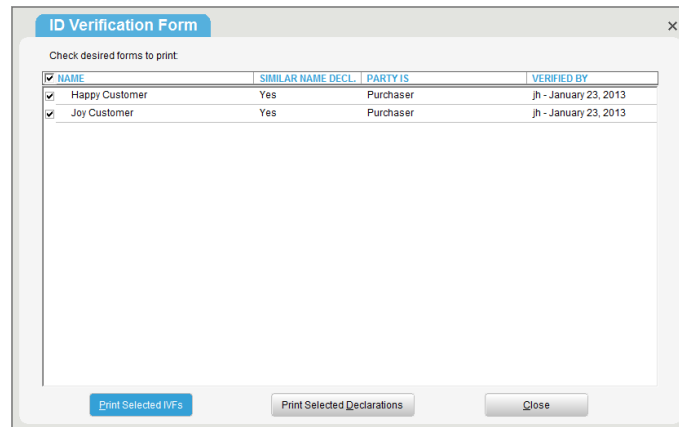 ID Verification Form
Check desired forms to print:
NAME SIMILAR NAME DECL. PARTY IS VERIFIED BY
Happy Customer Yes Purchaser jh - January 23, 2013
Joy Customer Yes Purchaser jh - January 23, 2013
Print Selected IVFs Print Selected Declarations Close